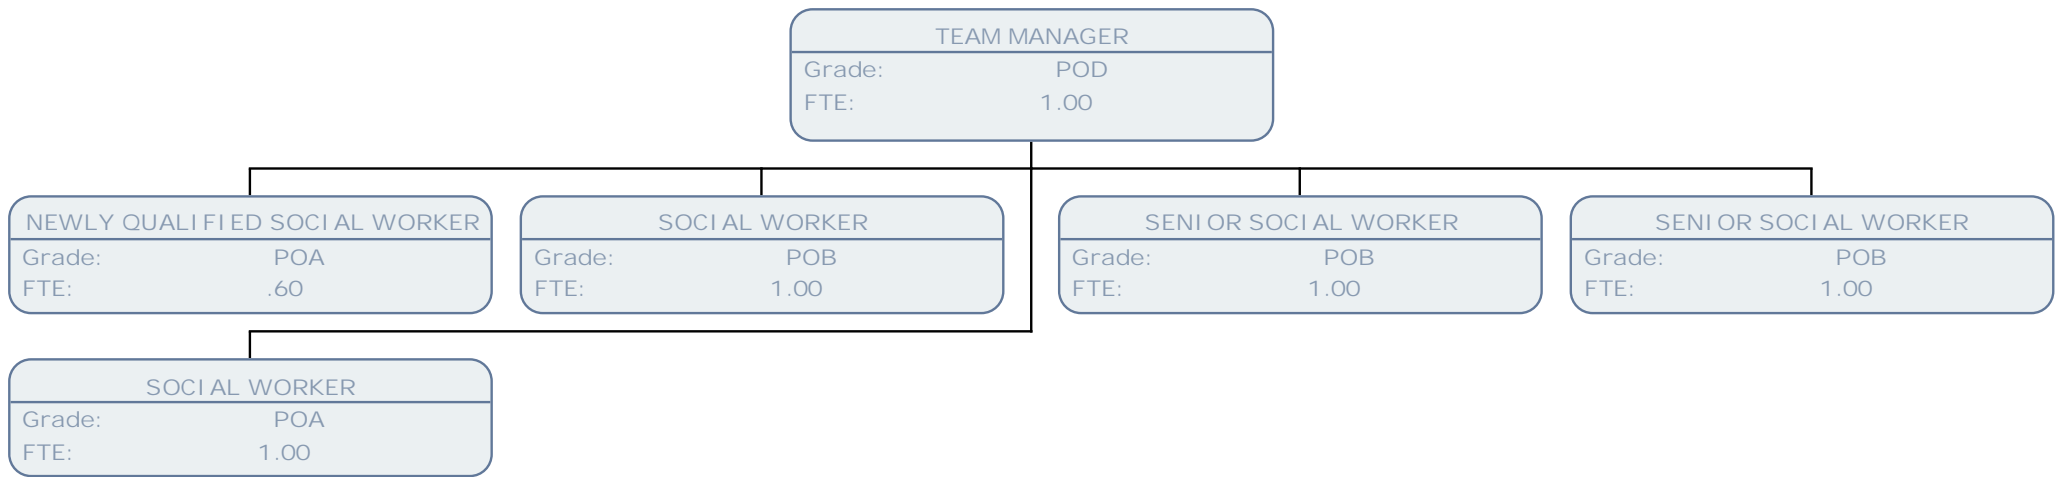 TEAM MANAGER
Grade: POD
FTE: 1.00
NEWLY QUALIFIED SOCIAL WORKER
Grade: POA
FTE: .60
SOCIAL WORKER
Grade: POB
FTE: 1.00
SENIOR SOCIAL WORKER
Grade: POB
FTE: 1.00
SENIOR SOCIAL WORKER
Grade: POB
FTE: 1.00
SOCIAL WORKER
Grade: POA
FTE: 1.00